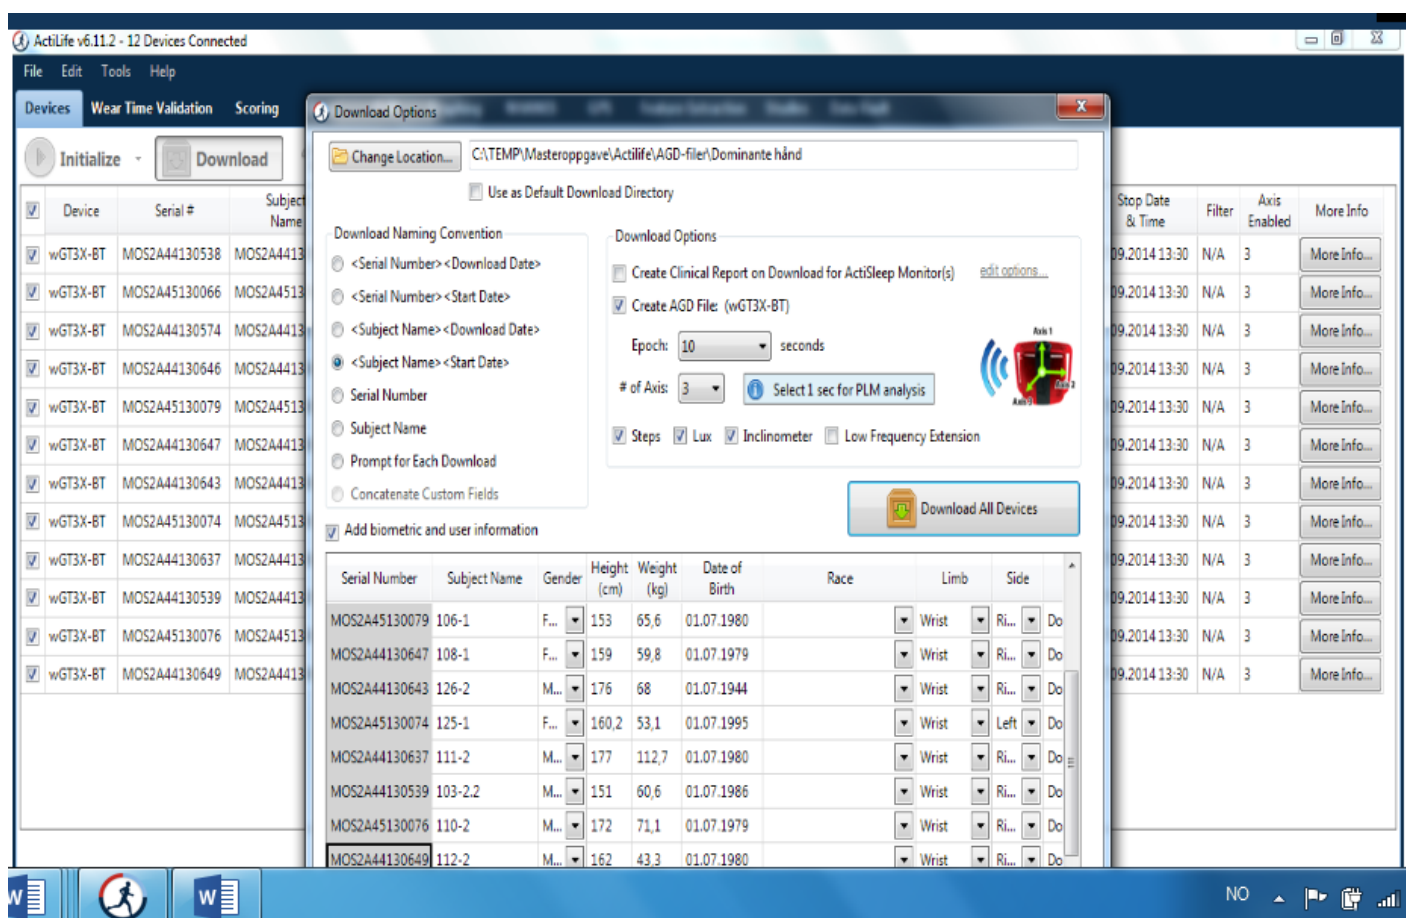 ActiLife v6.11.2 - 12 Devices Connected
File Edit Tools Help
Devices Wear Time Validation Scoring
Initialize Download
Device Serial # Subject Name Stop Date & Time Filter Axis Enabled More Info
wGT3X-BT MOS2A44130538 MOS2A4413 09.2014 13:30 N/A 3 More Info...
wGT3X-BT MOS2A45130066 MOS2A4513 09.2014 13:30 N/A 3 More Info...
wGT3X-BT MOS2A44130574 MOS2A4413 09.2014 13:30 N/A 3 More Info...
wGT3X-BT MOS2A44130646 MOS2A4413 09.2014 13:30 N/A 3 More Info...
wGT3X-BT MOS2A45130079 MOS2A4513 09.2014 13:30 N/A 3 More Info...
wGT3X-BT MOS2A44130647 MOS2A4413 09.2014 13:30 N/A 3 More Info...
wGT3X-BT MOS2A44130643 MOS2A4413 09.2014 13:30 N/A 3 More Info...
wGT3X-BT MOS2A45130074 MOS2A4513 09.2014 13:30 N/A 3 More Info...
wGT3X-BT MOS2A44130637 MOS2A4413 09.2014 13:30 N/A 3 More Info...
wGT3X-BT MOS2A44130539 MOS2A4413 09.2014 13:30 N/A 3 More Info...
wGT3X-BT MOS2A45130076 MOS2A4513 09.2014 13:30 N/A 3 More Info...
wGT3X-BT MOS2A44130649 MOS2A4413 09.2014 13:30 N/A 3 More Info...
Download Options
Change Location... C:\TEMP\Masteroppgave\Actilife\AGD-filer\Dominante hånd
Use as Default Download Directory
Download Naming Convention
<Serial Number><Download Date>
<Serial Number><Start Date>
<Subject Name><Download Date>
<Subject Name><Start Date>
Serial Number
Subject Name
Prompt for Each Download
Concatenate Custom Fields
Add biometric and user information
Download Options
Create Clinical Report on Download for ActiSleep Monitor(s) edit options...
Create AGD File: (wGT3X-BT)
Epoch: 10 seconds
# of Axis: 3 Select 1 sec for PLM analysis
Axis 1
Axis 3
Steps Lux Inclinometer Low Frequency Extension
Download All Devices
Serial Number Subject Name Gender Height (cm) Weight (kg) Date of Birth Race Limb Side
MOS2A45130079 106-1 F... 153 65,6 01.07.1980 Wrist Ri... Do
MOS2A44130647 108-1 F... 159 59,8 01.07.1979 Wrist Ri... Do
MOS2A44130643 126-2 M... 176 68 01.07.1944 Wrist Ri... Do
MOS2A45130074 125-1 F... 160,2 53,1 01.07.1995 Wrist Left Do
MOS2A44130637 111-2 M... 177 112,7 01.07.1980 Wrist Ri... Do
MOS2A44130539 103-2.2 M... 151 60,6 01.07.1986 Wrist Ri... Do
MOS2A45130076 110-2 M... 172 71,1 01.07.1979 Wrist Ri... Do
MOS2A44130649 112-2 M... 162 43,3 01.07.1980 Wrist Ri... Do
W W NO